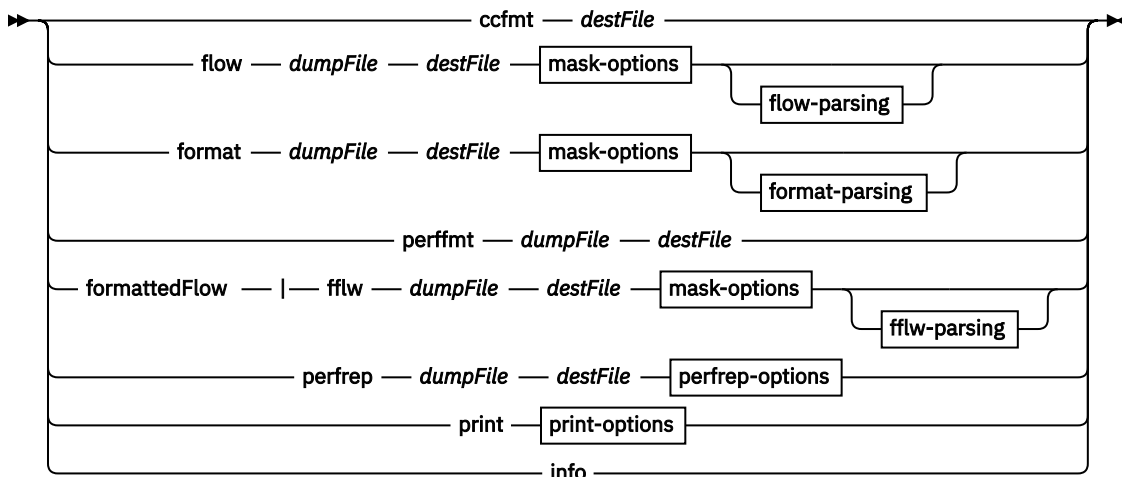 ccfmt destFile
flow dumpFile destFile mask-options
flow-parsing
format dumpFile destFile mask-options
format-parsing
perffmt dumpFile destFile
formattedFlow | fflw dumpFile destFile mask-options
fflw-parsing
perfrep dumpFile destFile perfrep-options
print print-options
info